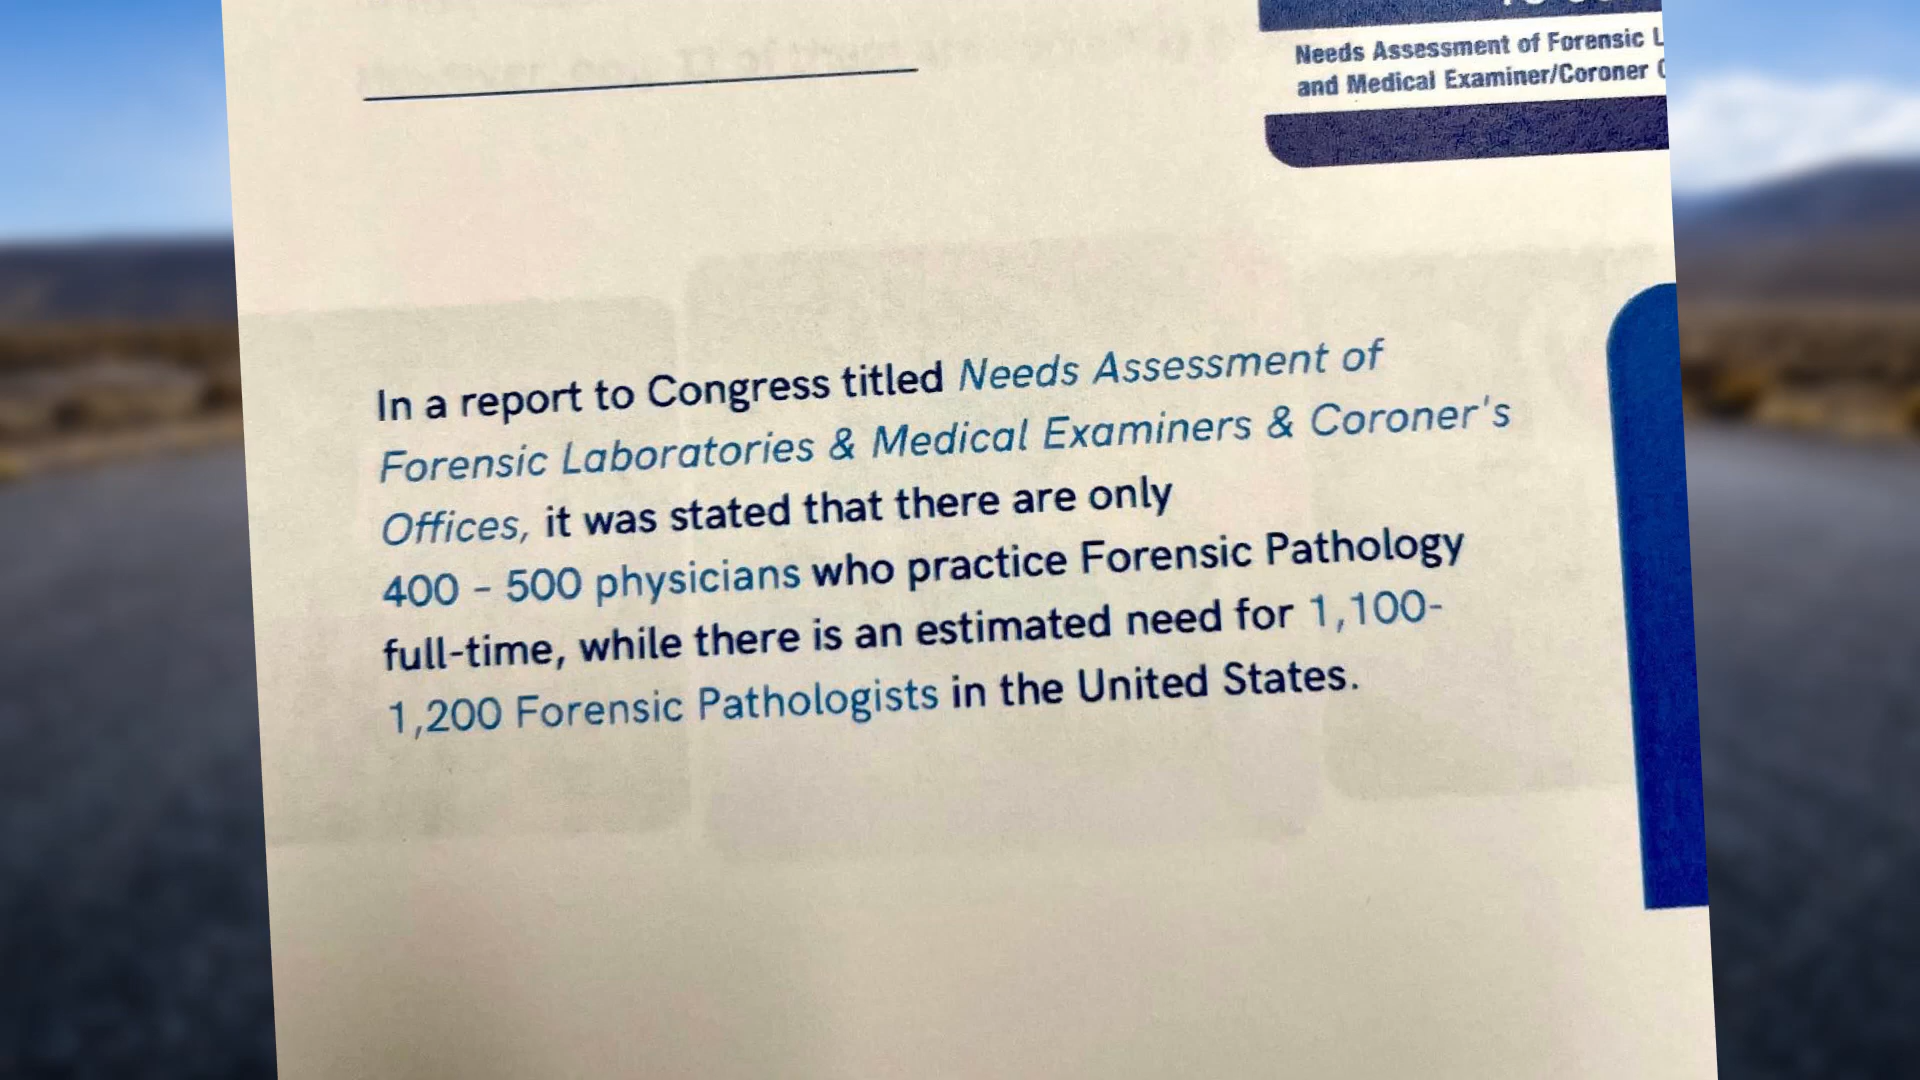 Needs Assessment of Forensic
and Medical Examiner/Coroner
In a report to Congress titled Needs Assessment of
Forensic Laboratories & Medical Examiners & Coroner's
Offices, it was stated that there are only
400 - 500 physicians who practice Forensic Pathology
full-time, while there is an estimated need for 1,100-
1,200 Forensic Pathologists in the United States.